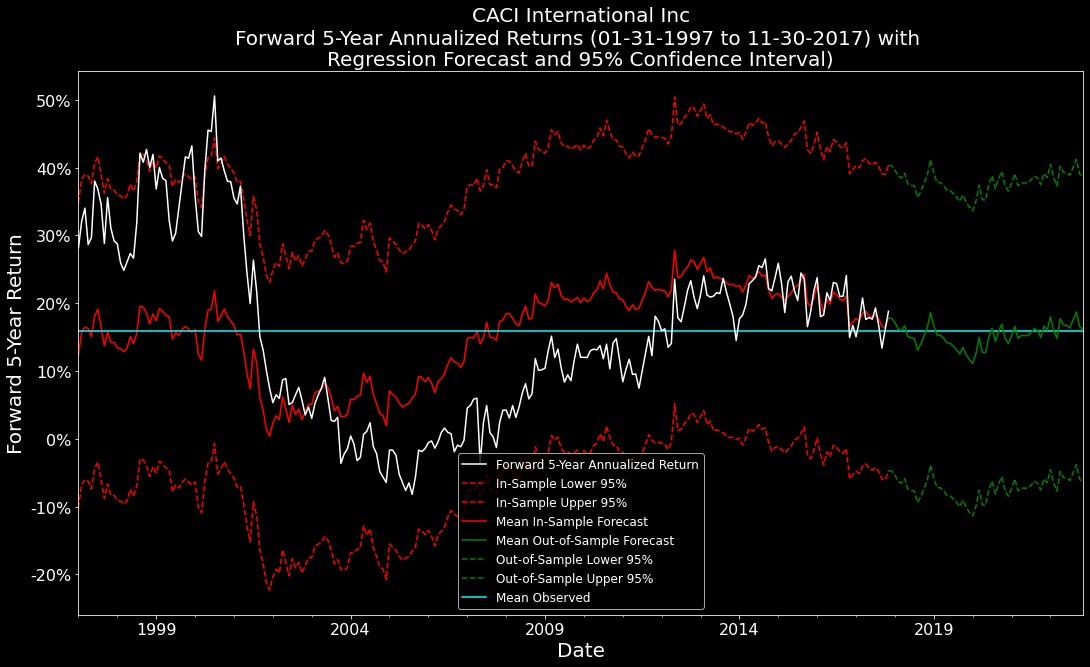 CACI International Inc
Forward 5-Year Annualized Returns (01-31-1997 to 11-30-2017) with
Regression Forecast and 95% Confidence Interval)
Forward 5-Year Return
50%
40%
30%
20%
10%
0%
-10%
-20%
Forward 5-Year Annualized Return
In-Sample Lower 95%
In-Sample Upper 95%
Mean In-Sample Forecast
Mean Out-of-Sample Forecast
Out-of-Sample Lower 95%
Out-of-Sample Upper 95%
Mean Observed
1999
2004
2009
2014
2019
Date